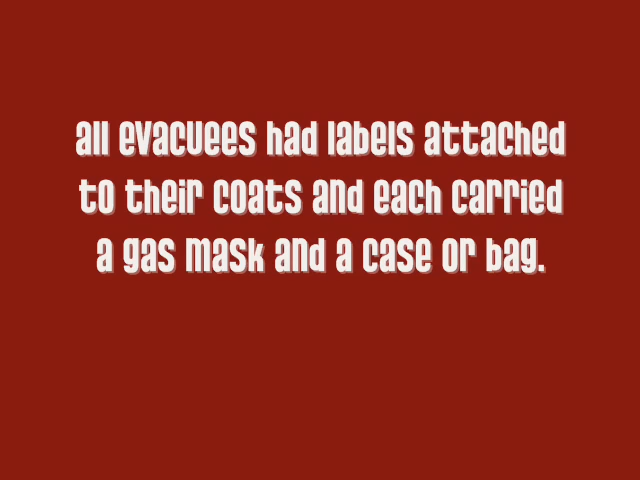 all evacuees had labels attached
to their coats and each carried
a gas mask and a case or bag.